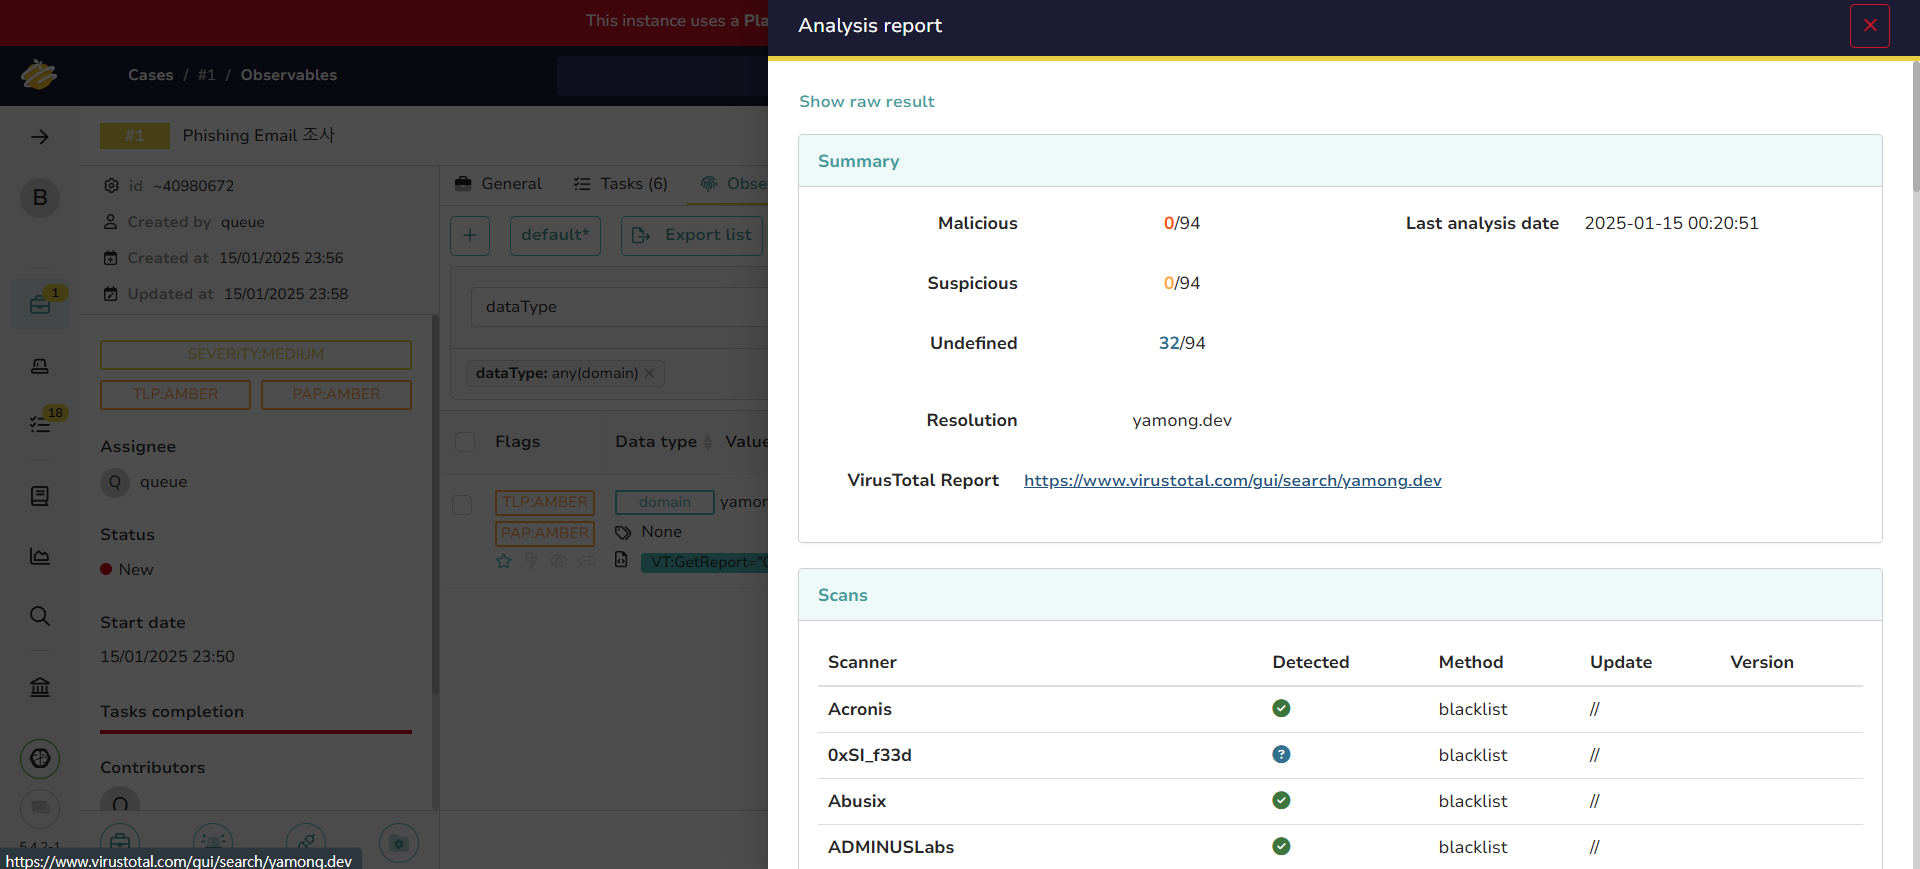 This instance uses a Pla
Analysis report
Cases / #1 / Observables
Show raw result
#1 Phishing Email 조사
id ~40980672
Created by queue
Created at 15/01/2025 23:56
Updated at 15/01/2025 23:58
B
1
18
SEVERITY:MEDIUM
TLP:AMBER PAP:AMBER
Assignee
Q queue
Status
New
Start date
15/01/2025 23:50
Tasks completion
Contributors
Q
5.4.2-1
https://www.virustotal.com/gui/search/yamong.dev
General Tasks (6) Obse
+ default* Export list
dataType
dataType: any(domain)
Flags Data type Value
TLP:AMBER domain yamon
PAP:AMBER None
VT:GetReport="0
Summary
Malicious 0/94 Last analysis date 2025-01-15 00:20:51
Suspicious 0/94
Undefined 32/94
Resolution yamong.dev
VirusTotal Report https://www.virustotal.com/gui/search/yamong.dev
Scans
Scanner Detected Method Update Version
Acronis blacklist //
0xSI_f33d ? blacklist //
Abusix blacklist //
ADMINUSLabs blacklist //